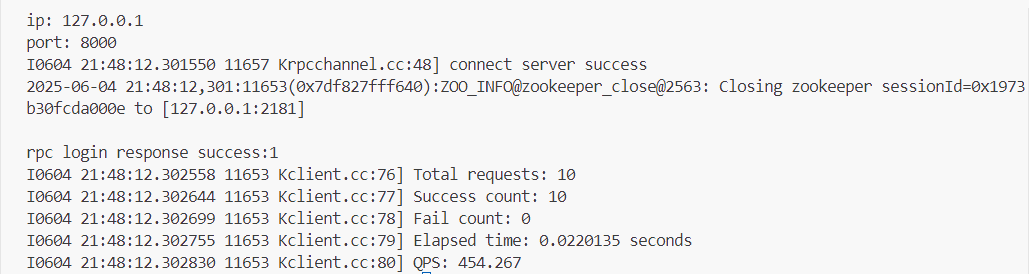 ip: 127.0.0.1
port: 8000
I0604 21:48:12.301550 11657 Krpcchannel.cc:48] connect server success
2025-06-04 21:48:12,301:11653(0x7df827fff640):ZOO_INFO@zookeeper_close@2563: Closing zookeeper sessionId=0x1973
b30fcda000e to [127.0.0.1:2181]

rpc login response success:1
I0604 21:48:12.302558 11653 Kclient.cc:76] Total requests: 10
I0604 21:48:12.302644 11653 Kclient.cc:77] Success count: 10
I0604 21:48:12.302699 11653 Kclient.cc:78] Fail count: 0
I0604 21:48:12.302755 11653 Kclient.cc:79] Elapsed time: 0.0220135 seconds
I0604 21:48:12.302830 11653 Kclient.cc:80] QPS: 454.267